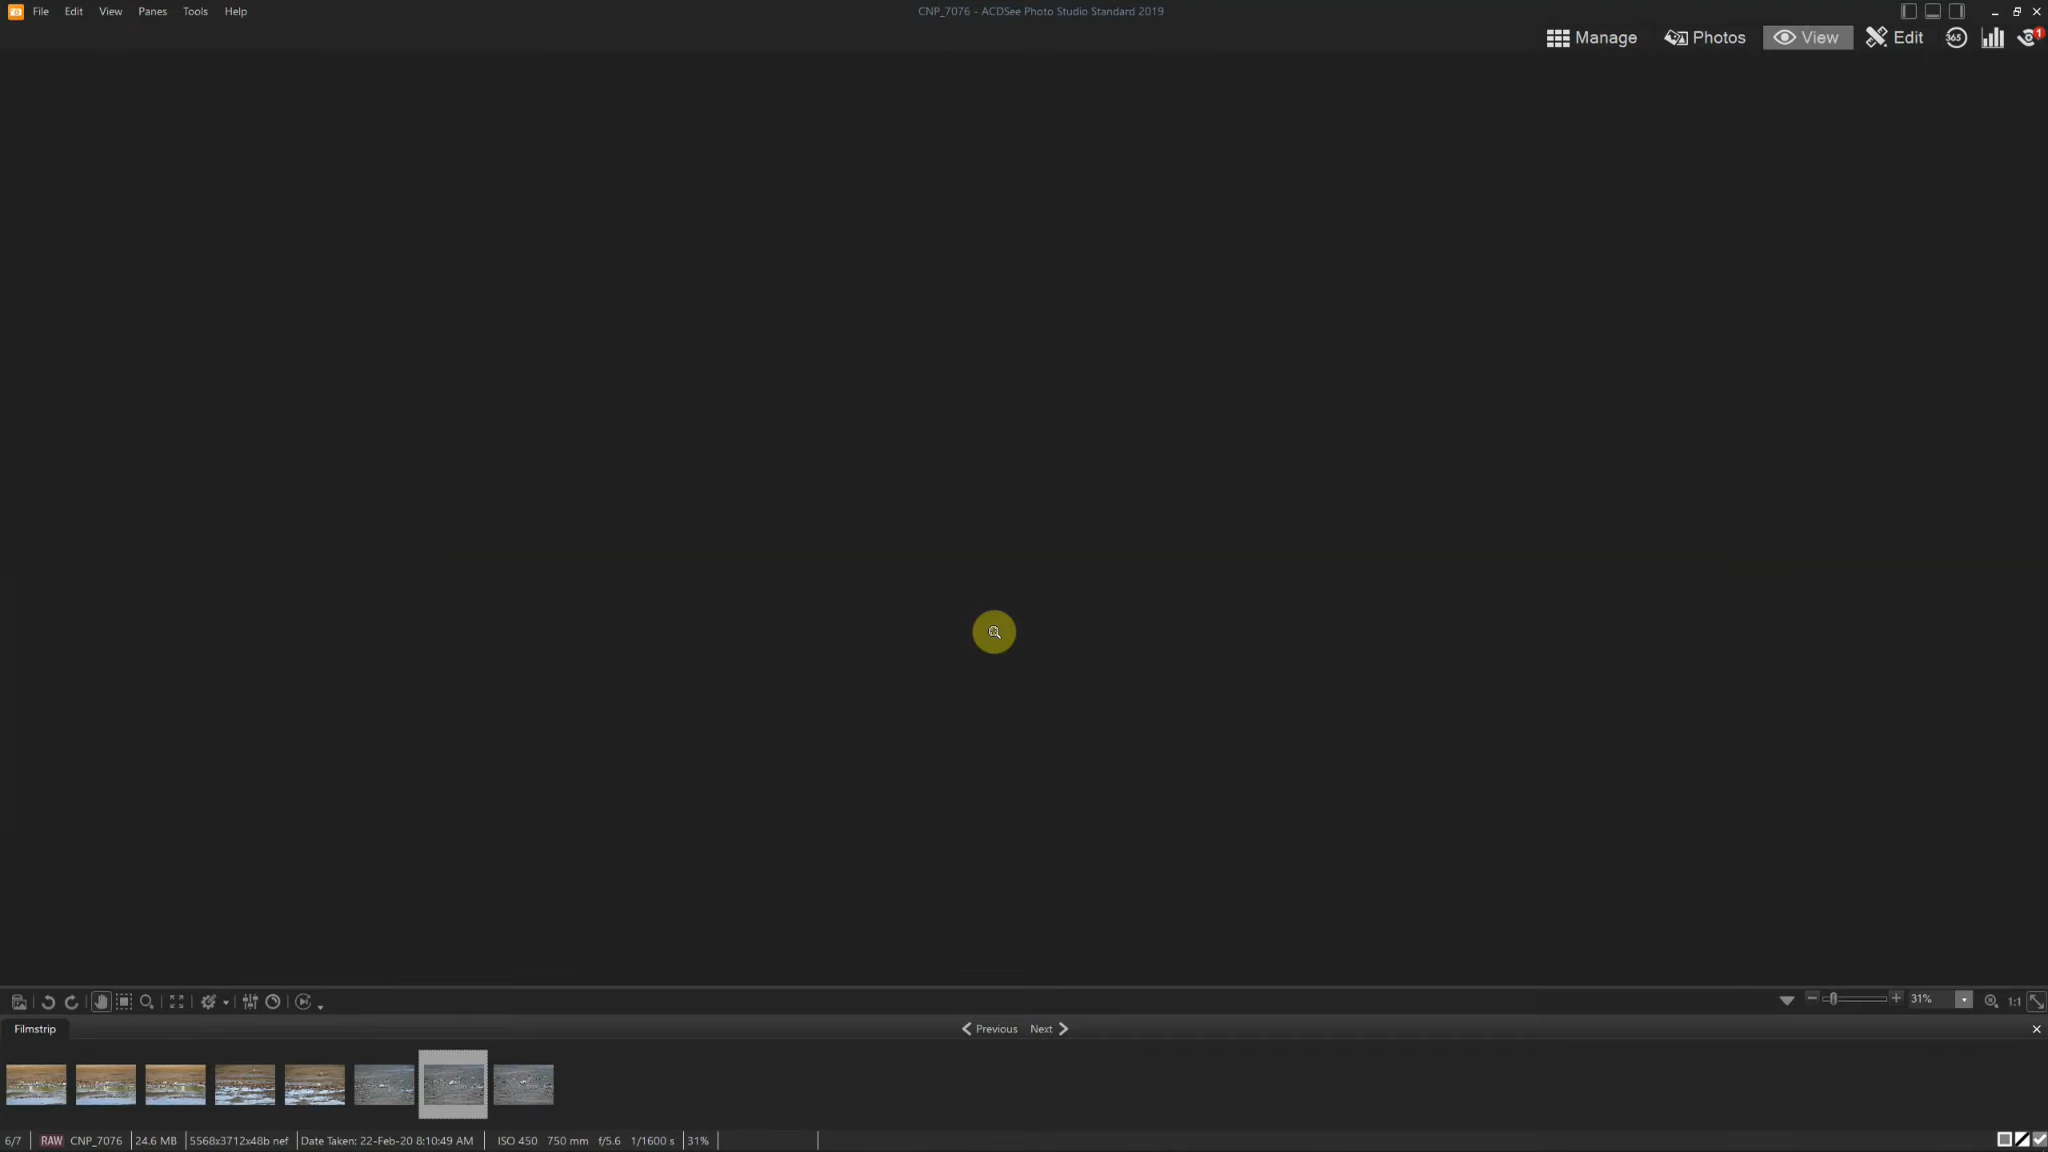 File Edit View Panes Tools Help
CNP_7076 - ACDSee Photo Studio Standard 2019
Manage Photos View Edit 365 1
31% 1:1
Filmstrip
Previous Next
6/7 RAW CNP_7076 24.6 MB 5568x3712x48b nef Date Taken: 22-Feb-20 8:10:49 AM ISO 450 750 mm f/5.6 1/1600 s 31%